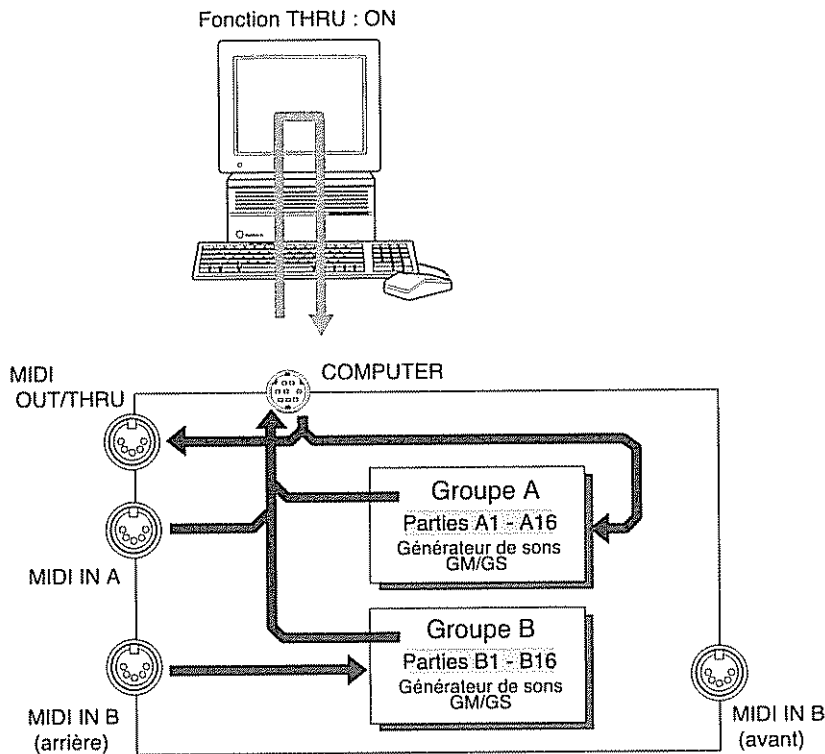 Fonction THRU : ON
MIDI
OUT/THRU
COMPUTER
Groupe A
Parties A1 - A16
Générateur de sons
GM/GS
MIDI IN A
Groupe B
Parties B1 - B16
Générateur de sons
GM/GS
MIDI IN B
(arrière)
MIDI IN B
(avant)